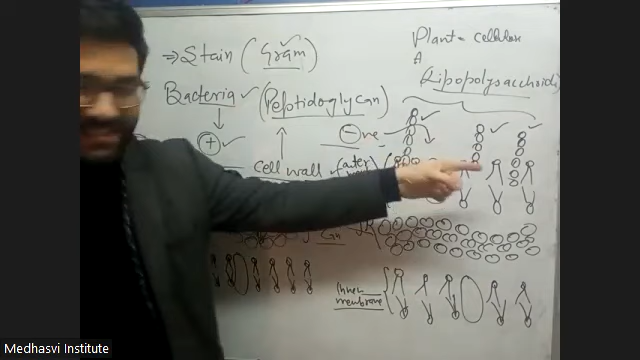 ⇒ Stain (Gram)
Plant = cellulose
Bacteria (Peptidoglycan)
(Lipopolysaccharide)
+
- ve
cell wall
outer
Inner
membrane
Medhasvi Institute